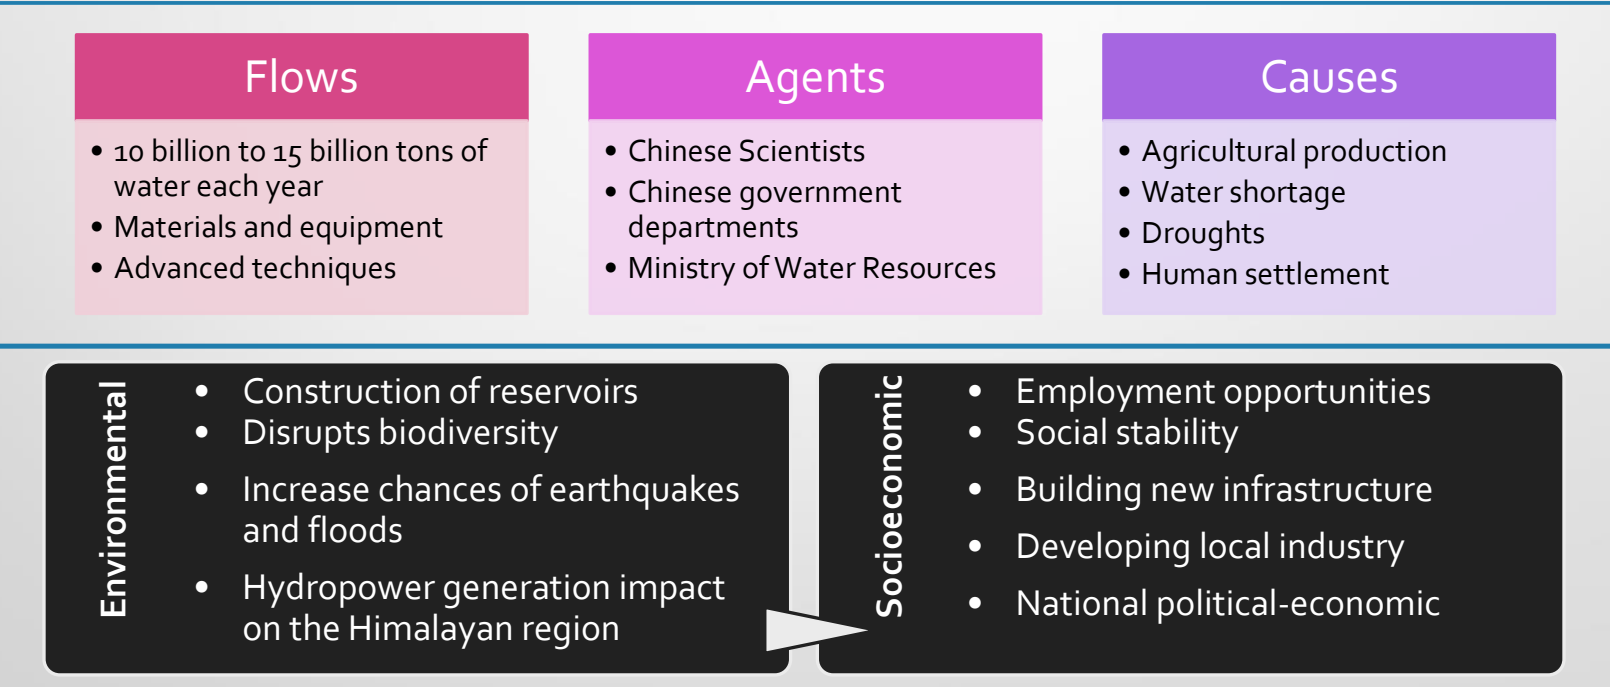 Flows
• 10 billion to 15 billion tons of
water each year
• Materials and equipment
• Advanced techniques
Agents
• Chinese Scientists
• Chinese government
departments
• Ministry of Water Resources
Causes
• Agricultural production
• Water shortage
• Droughts
• Human settlement
Environmental
• Construction of reservoirs
• Disrupts biodiversity
• Increase chances of earthquakes
and floods
• Hydropower generation impact
on the Himalayan region
Socioeconomic
• Employment opportunities
• Social stability
• Building new infrastructure
• Developing local industry
• National political-economic